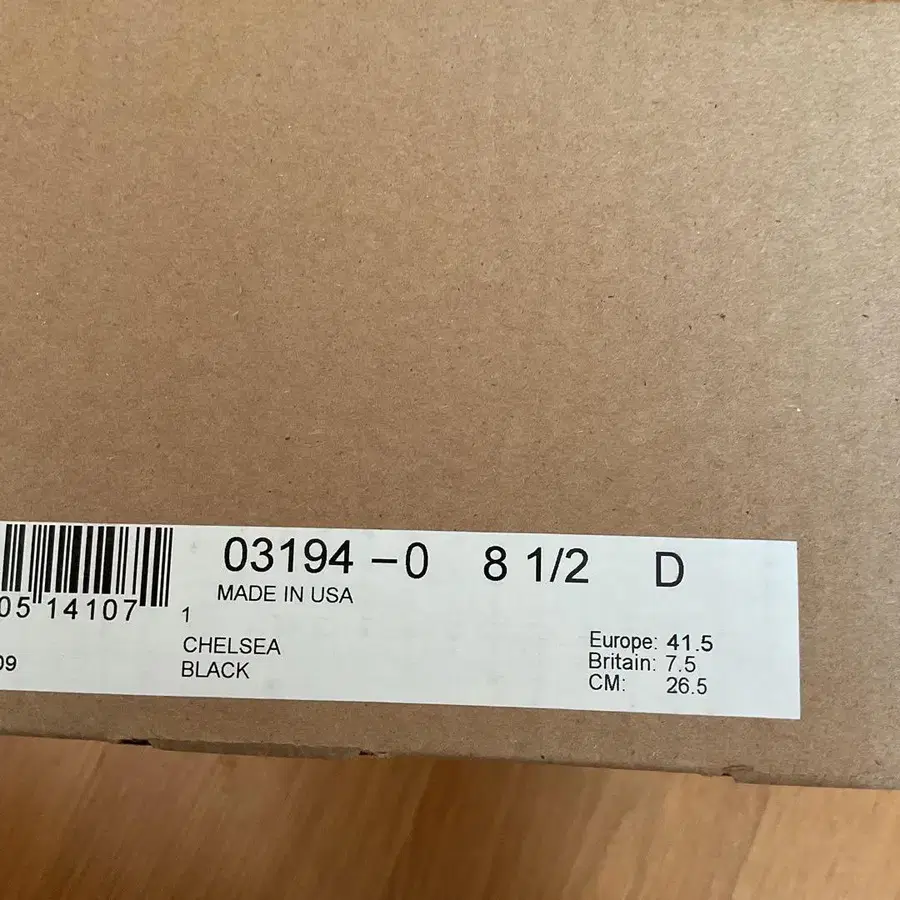 03194 -0 8 1/2 D
MADE IN USA
05 14107 1
CHELSEA
BLACK
09
Europe: 41.5
Britain: 7.5
CM: 26.5